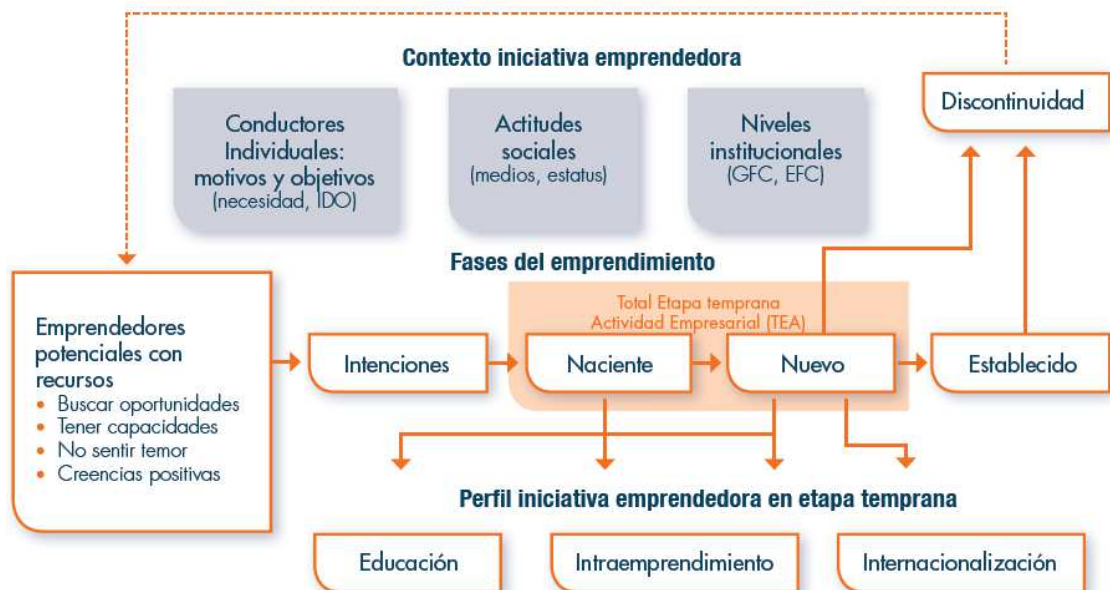 Contexto iniciativa emprendedora
Discontinuidad
Conductores
Individuales:
motivos y objetivos
(necesidad, IDO)
Actitudes
sociales
(medios, estatus)
Niveles
institucionales
(GFC, EFC)
Fases del emprendimiento
Total Etapa temprana
Actividad Empresarial (TEA)
Emprendedores
potenciales con
recursos
• Buscar oportunidades
• Tener capacidades
• No sentir temor
• Creencias positivas
Intenciones
Naciente
Nuevo
Establecido
Perfil iniciativa emprendedora en etapa temprana
Educación
Intraemprendimiento
Internacionalización